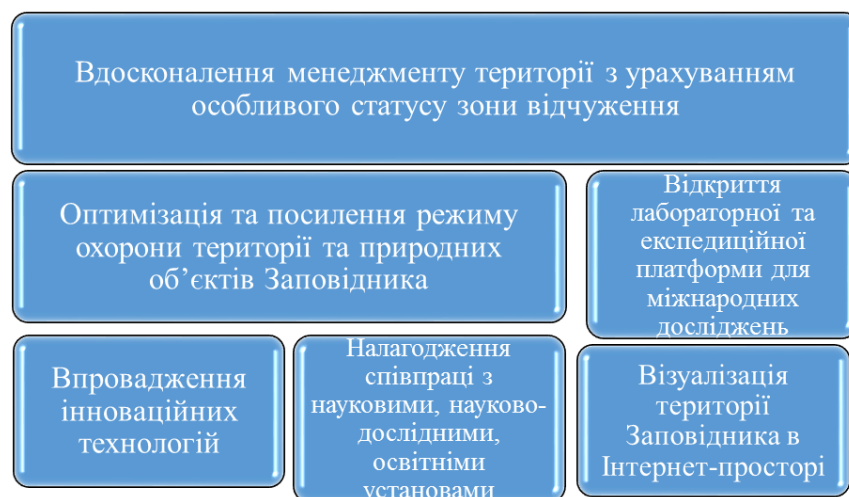 Вдосконалення менеджменту території з урахуванням
особливого статусу зони відчуження
Оптимізація та посилення режиму
охорони території та природних
об’єктів Заповідника
Відкриття
лабораторної та
експедиційної
платформи для
міжнародних
досліджень
Впровадження
інноваційних
технологій
Налагодження
співпраці з
науковими, науково-
дослідними,
освітніми
установами
Візуалізація
території
Заповідника в
Інтернет-просторі